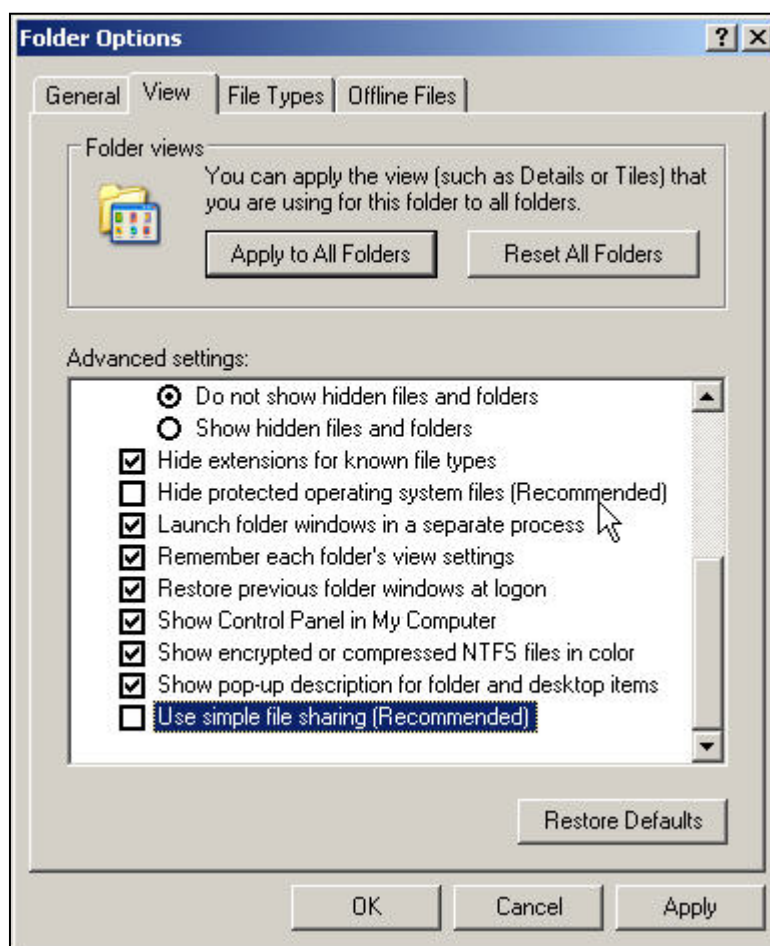 Folder Options
General View File Types Offline Files
Folder views
You can apply the view (such as Details or Tiles) that
you are using for this folder to all folders.
Apply to All Folders Reset All Folders
Advanced settings:
Do not show hidden files and folders
Show hidden files and folders
Hide extensions for known file types
Hide protected operating system files (Recommended)
Launch folder windows in a separate process
Remember each folder's view settings
Restore previous folder windows at logon
Show Control Panel in My Computer
Show encrypted or compressed NTFS files in color
Show pop-up description for folder and desktop items
Use simple file sharing (Recommended)
Restore Defaults
OK Cancel Apply